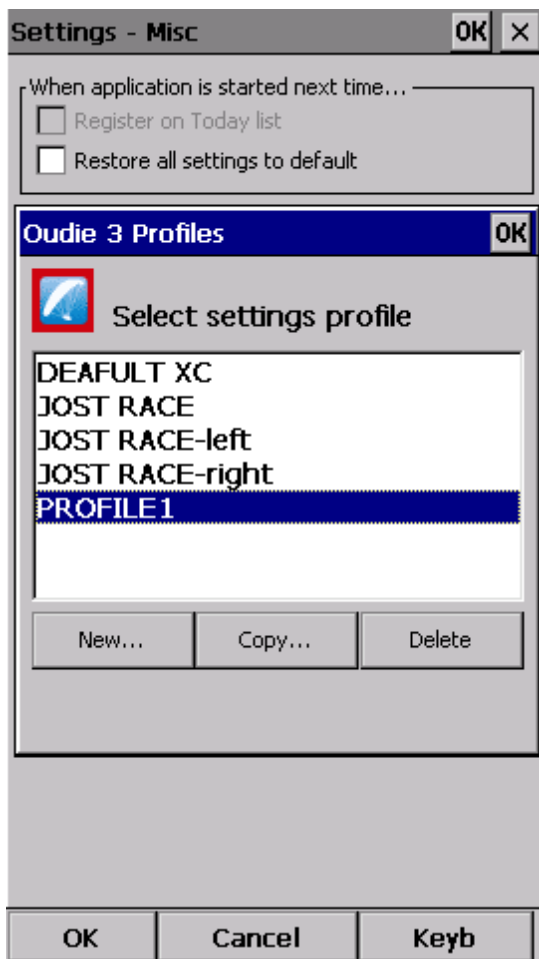 Settings - Misc OK ×
When application is started next time...
Register on Today list
Restore all settings to default
Oudie 3 Profiles OK
Select settings profile
DEAFULT XC
JOST RACE
JOST RACE-left
JOST RACE-right
PROFILE1
New... Copy... Delete
OK Cancel Keyb